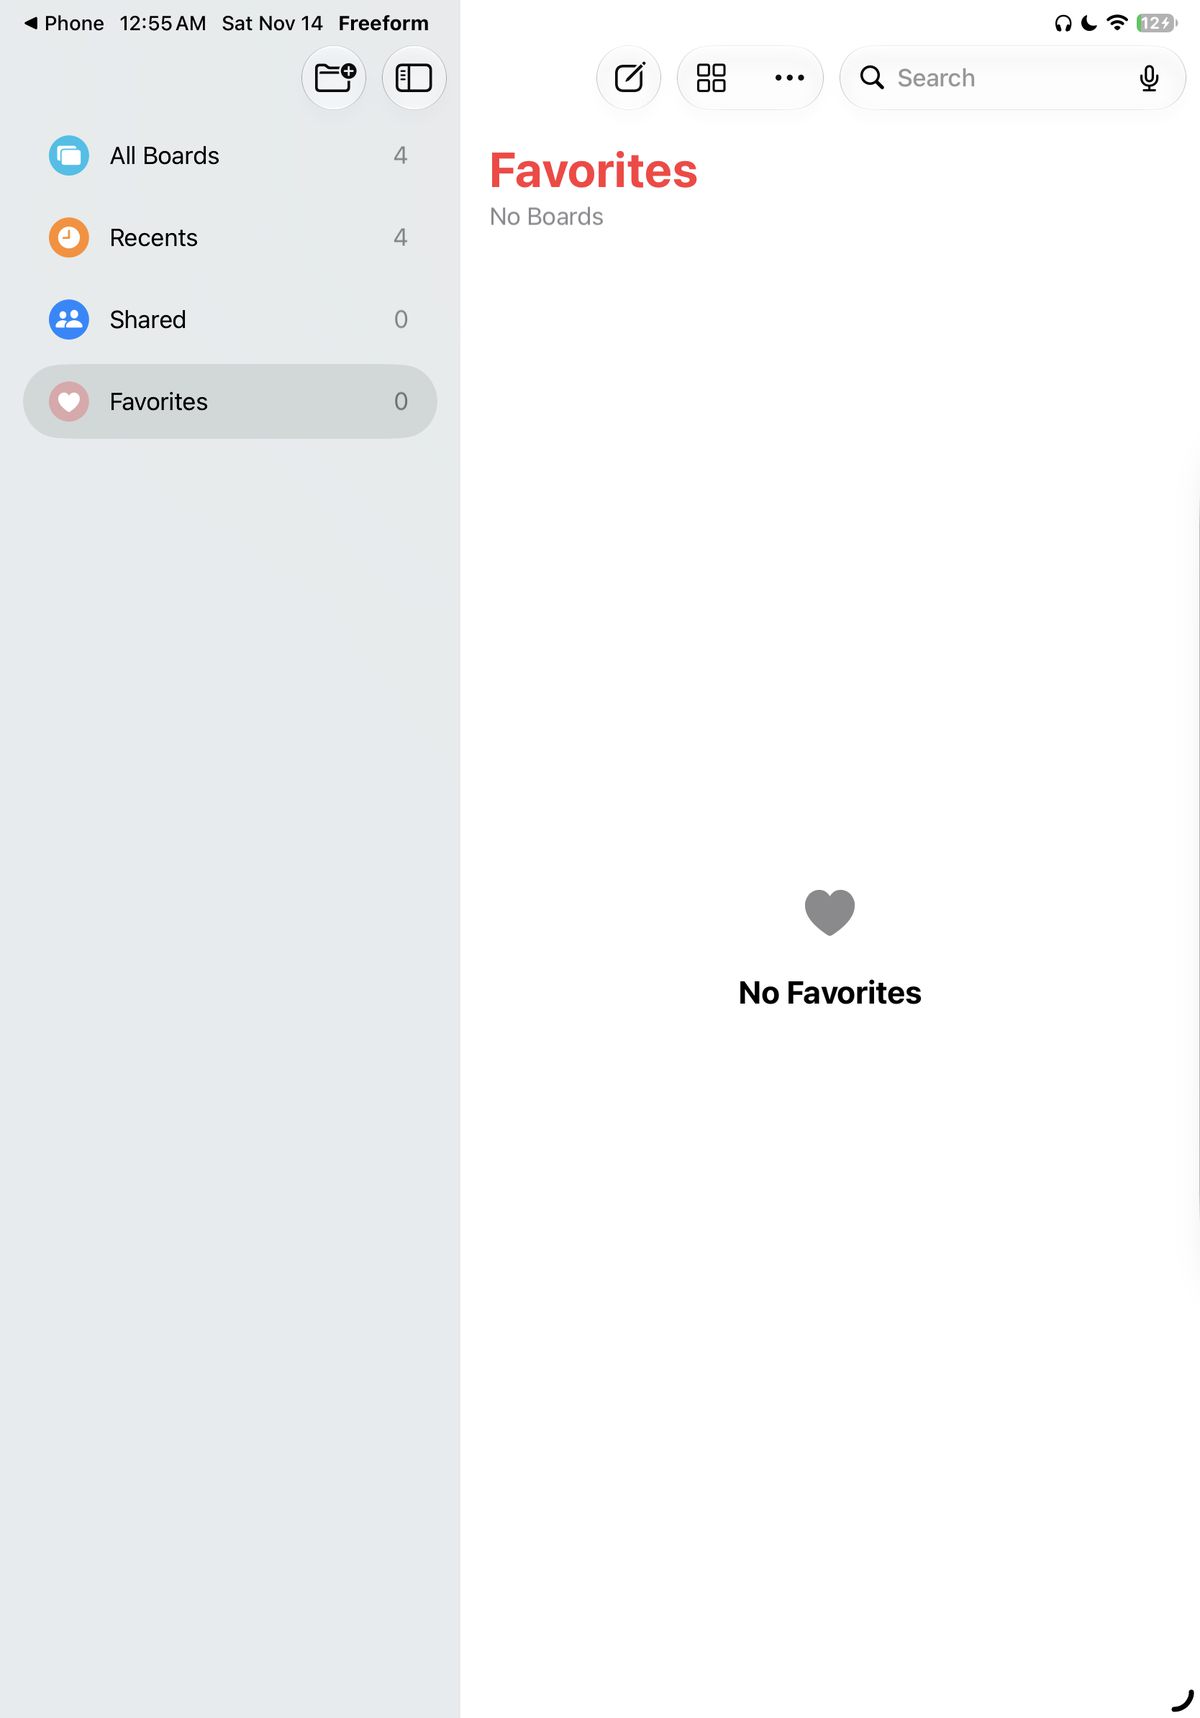 ◀ Phone 12:55 AM Sat Nov 14 Freeform
12
Search
All Boards 4
Recents 4
Shared 0
Favorites 0
Favorites
No Boards
No Favorites